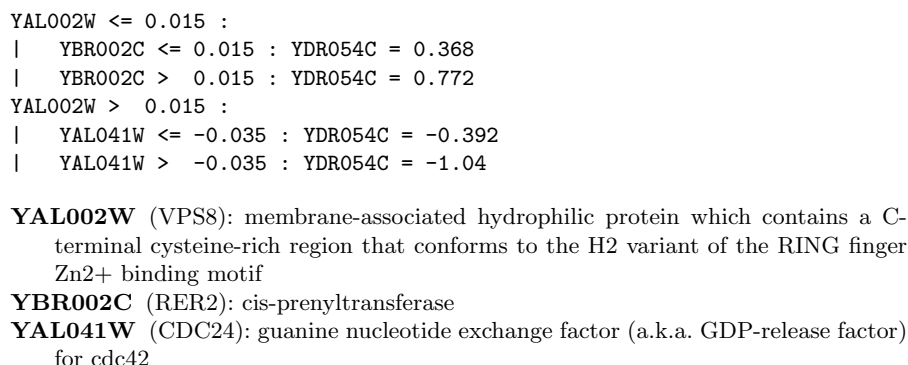 YAL002W <= 0.015 :
|   YBR002C <= 0.015 : YDR054C = 0.368
|   YBR002C >  0.015 : YDR054C = 0.772
YAL002W >  0.015 :
|   YAL041W <= -0.035 : YDR054C = -0.392
|   YAL041W >  -0.035 : YDR054C = -1.04
YAL002W (VPS8): membrane-associated hydrophilic protein which contains a C-
terminal cysteine-rich region that conforms to the H2 variant of the RING finger
Zn2+ binding motif
YBR002C (RER2): cis-prenyltransferase
YAL041W (CDC24): guanine nucleotide exchange factor (a.k.a. GDP-release factor)
for cdc42